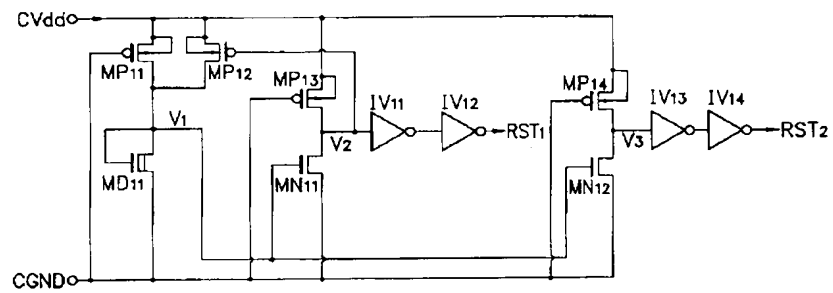 CVdd
MP11
MP12
MP13
MP14
IV11
IV12
IV13
IV14
V1
V2
RST1
V3
RST2
MD11
MN11
MN12
CGND